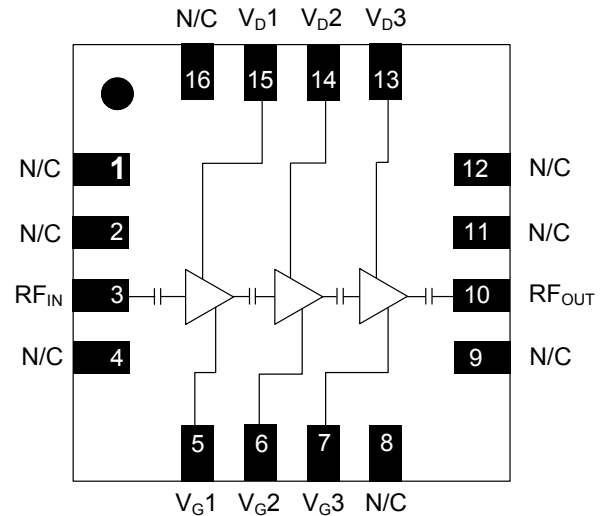 N/C V_D1 V_D2 V_D3
16 15 14 13
N/C 1 12 N/C
N/C 2 11 N/C
RF_IN 3 10 RF_OUT
N/C 4 9 N/C
5 6 7 8
V_G1 V_G2 V_G3 N/C